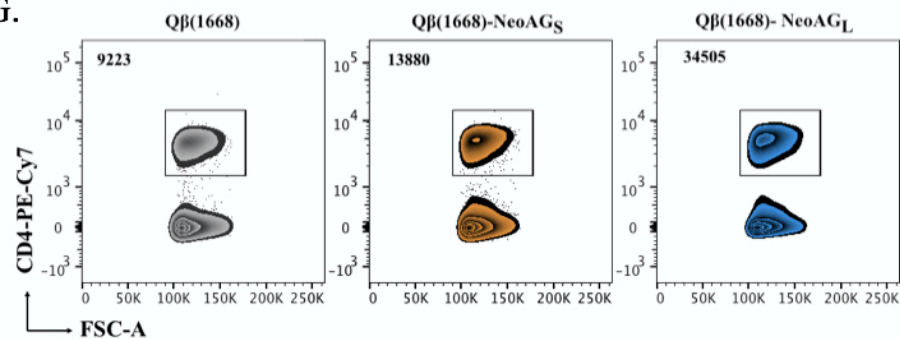 G.
Qβ(1668) Qβ(1668)-NeoAG_S Qβ(1668)- NeoAG_L
9223 13880 34505
CD4-PE-Cy7
10^5 10^5 10^5
10^4 10^4 10^4
10^3 10^3 10^3
0 0 0
-10^3 -10^3 -10^3
0 50K 100K 150K 200K 250K 0 50K 100K 150K 200K 250K 0 50K 100K 150K 200K 250K
FSC-A